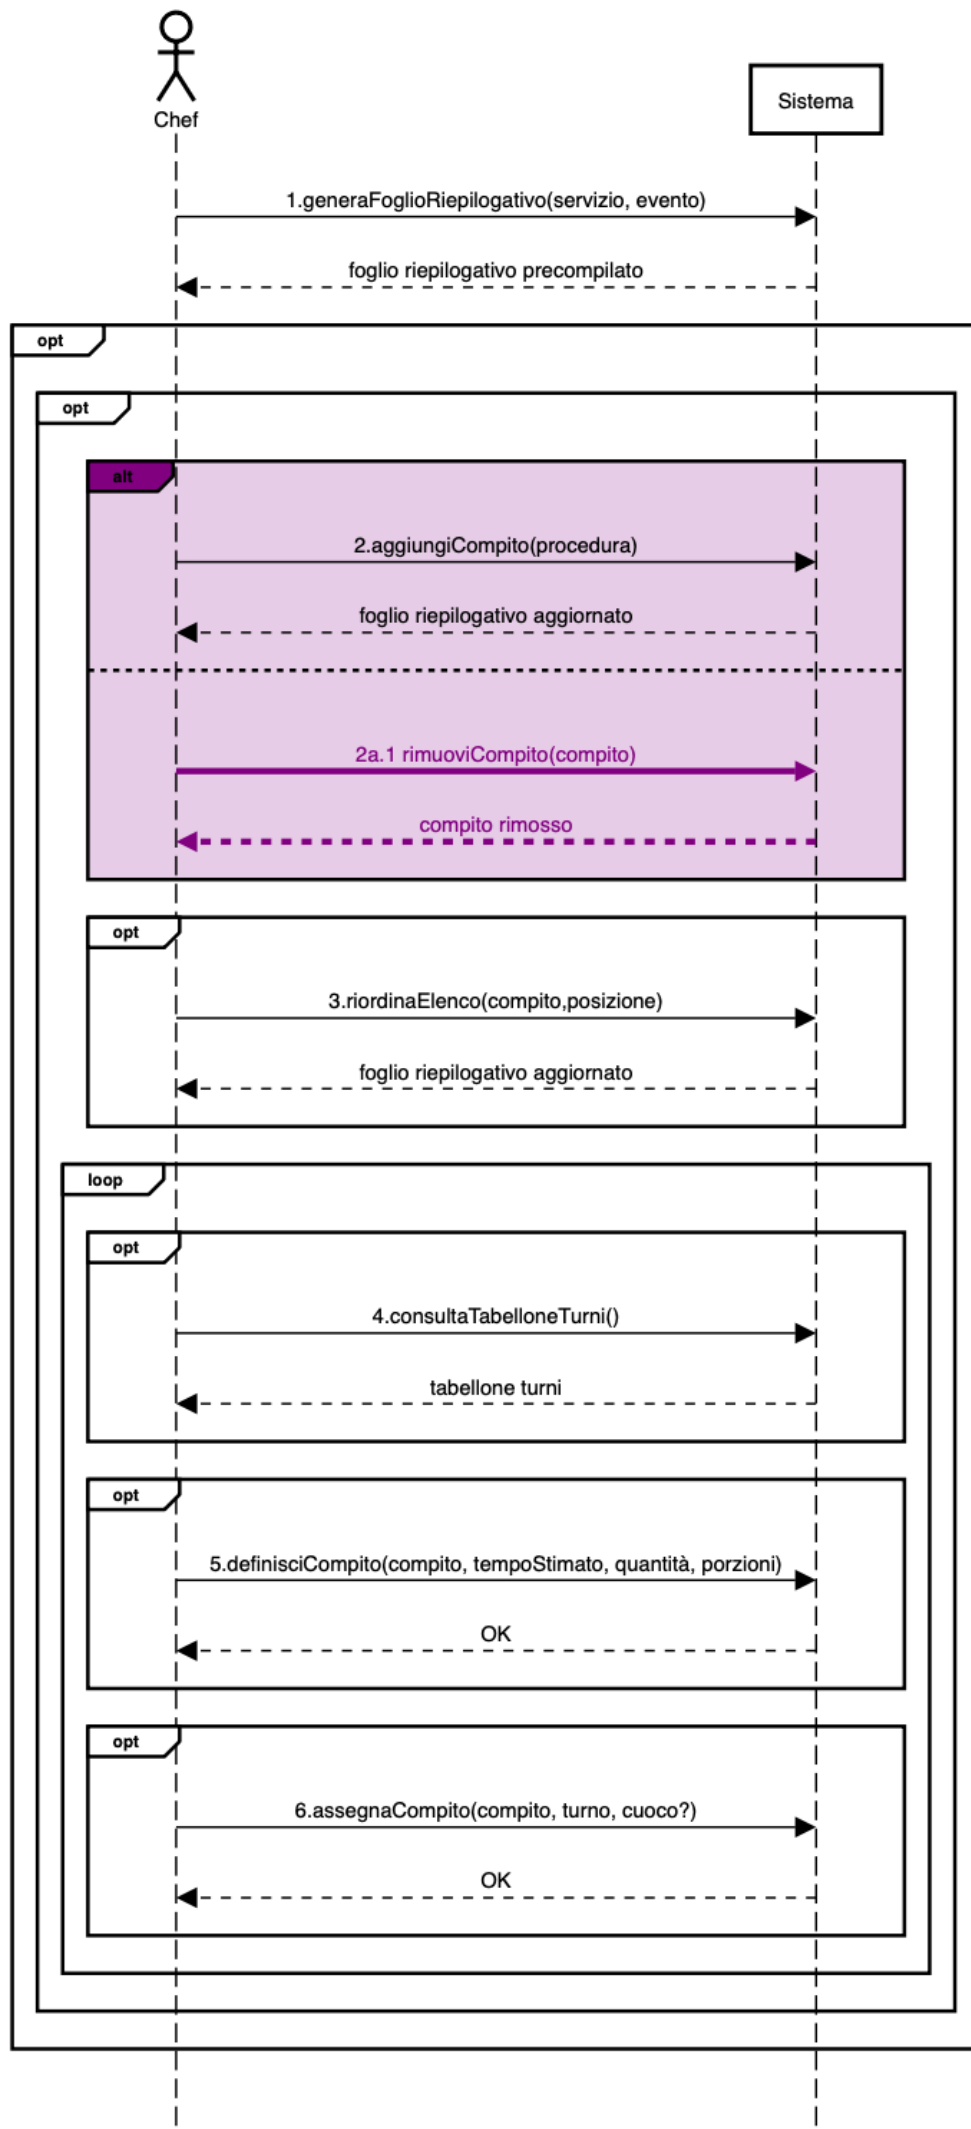 Chef
Sistema
1.generaFoglioRiepilogativo(servizio, evento)
foglio riepilogativo precompilato
opt
opt
alt
2.aggiungiCompito(procedura)
foglio riepilogativo aggiornato
2a.1 rimuoviCompito(compito)
compito rimosso
opt
3.riordinaElenco(compito,posizione)
foglio riepilogativo aggiornato
loop
opt
4.consultaTabelloneTurni()
tabellone turni
opt
5.definisciCompito(compito, tempoStimato, quantità, porzioni)
OK
opt
6.assegnaCompito(compito, turno, cuoco?)
OK